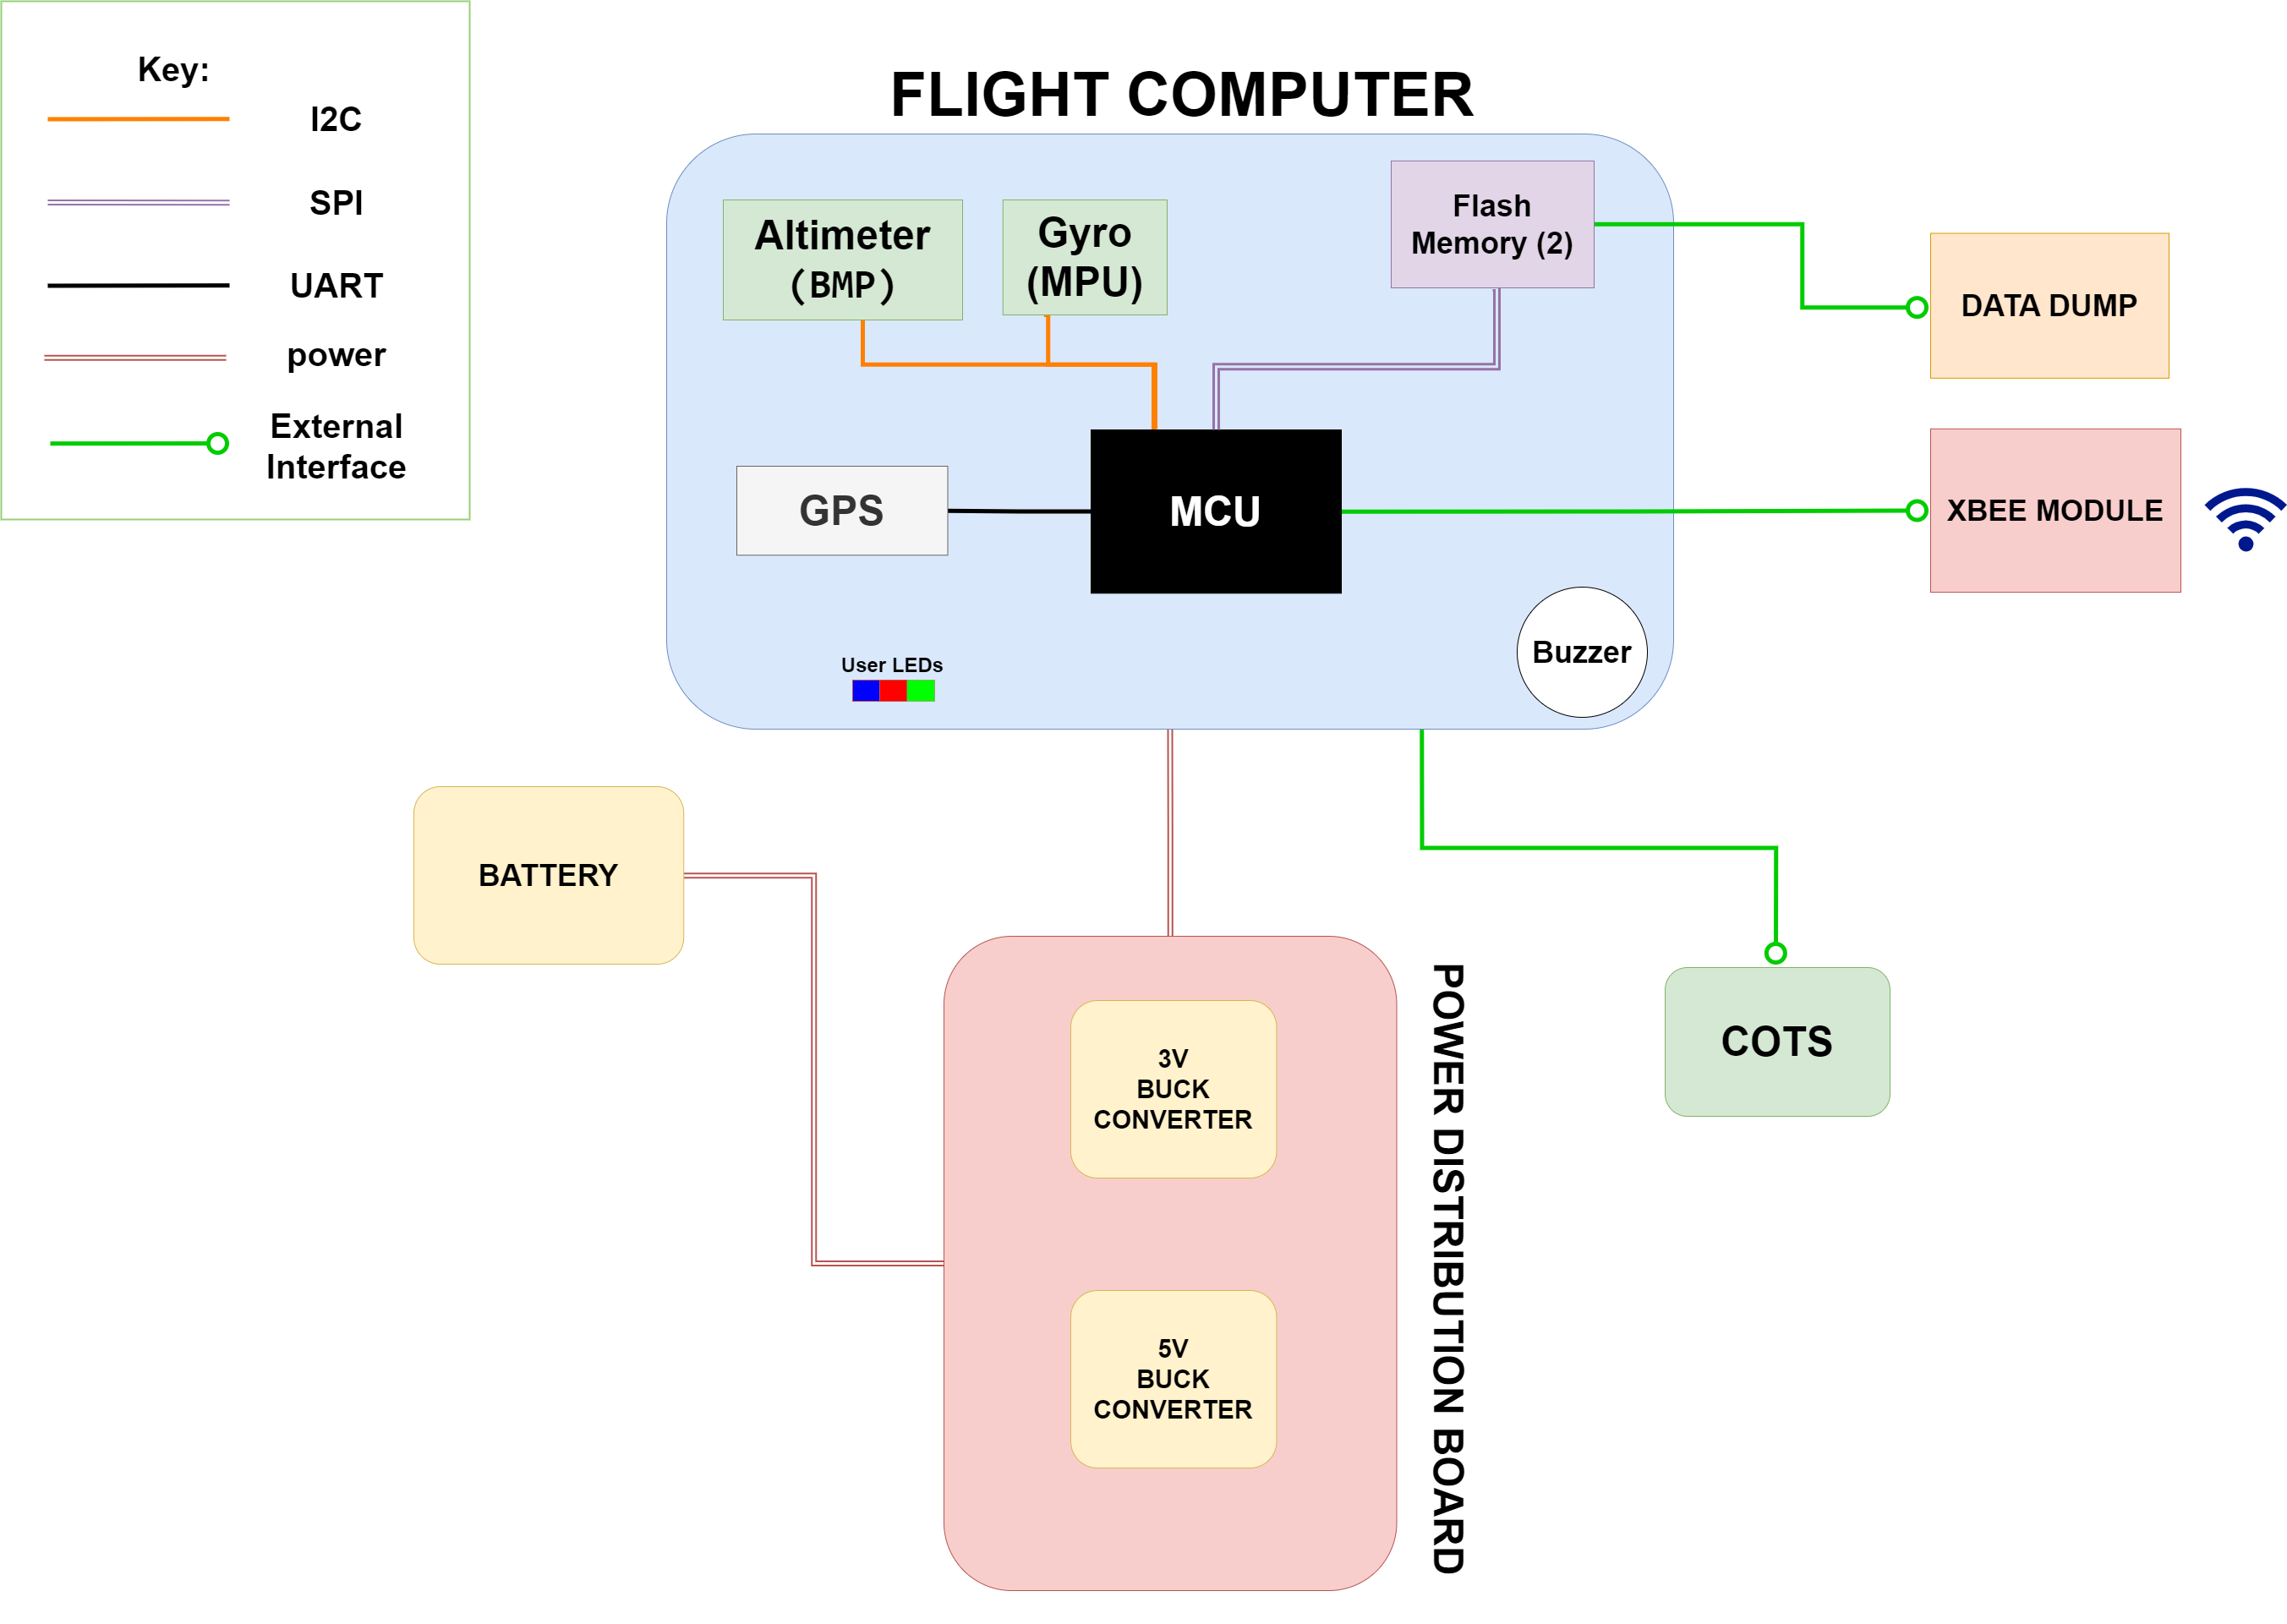 Key:
I2C
SPI
UART
power
External
Interface
FLIGHT COMPUTER
Altimeter
(BMP)
Gyro
(MPU)
Flash
Memory (2)
DATA DUMP
GPS
MCU
XBEE MODULE
User LEDs
Buzzer
BATTERY
3V
BUCK
CONVERTER
5V
BUCK
CONVERTER
POWER DISTRIBUTION BOARD
COTS